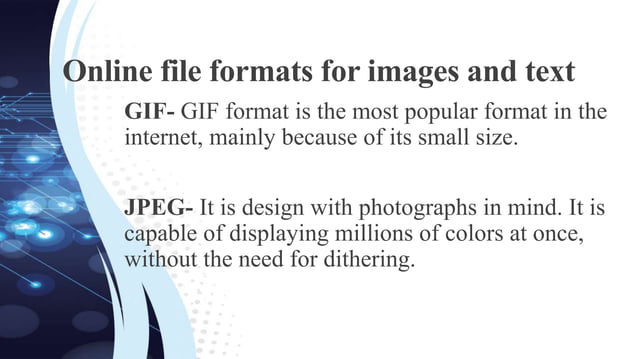 Online file formats for images and text
GIF- GIF format is the most popular format in the
internet, mainly because of its small size.
JPEG- It is design with photographs in mind. It is
capable of displaying millions of colors at once,
without the need for dithering.